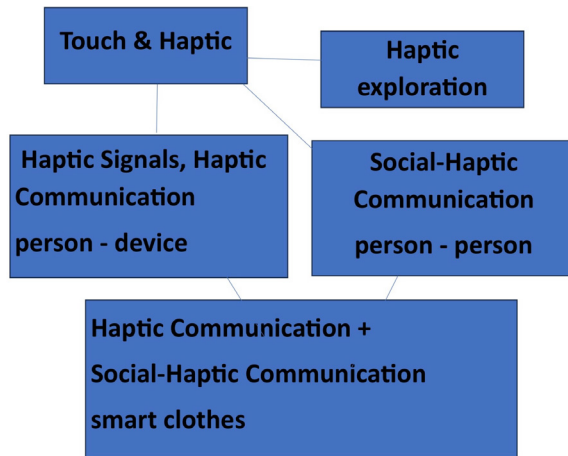 Touch & Haptic
Haptic
exploration
Haptic Signals, Haptic
Communication
person - device
Social-Haptic
Communication
person - person
Haptic Communication +
Social-Haptic Communication
smart clothes